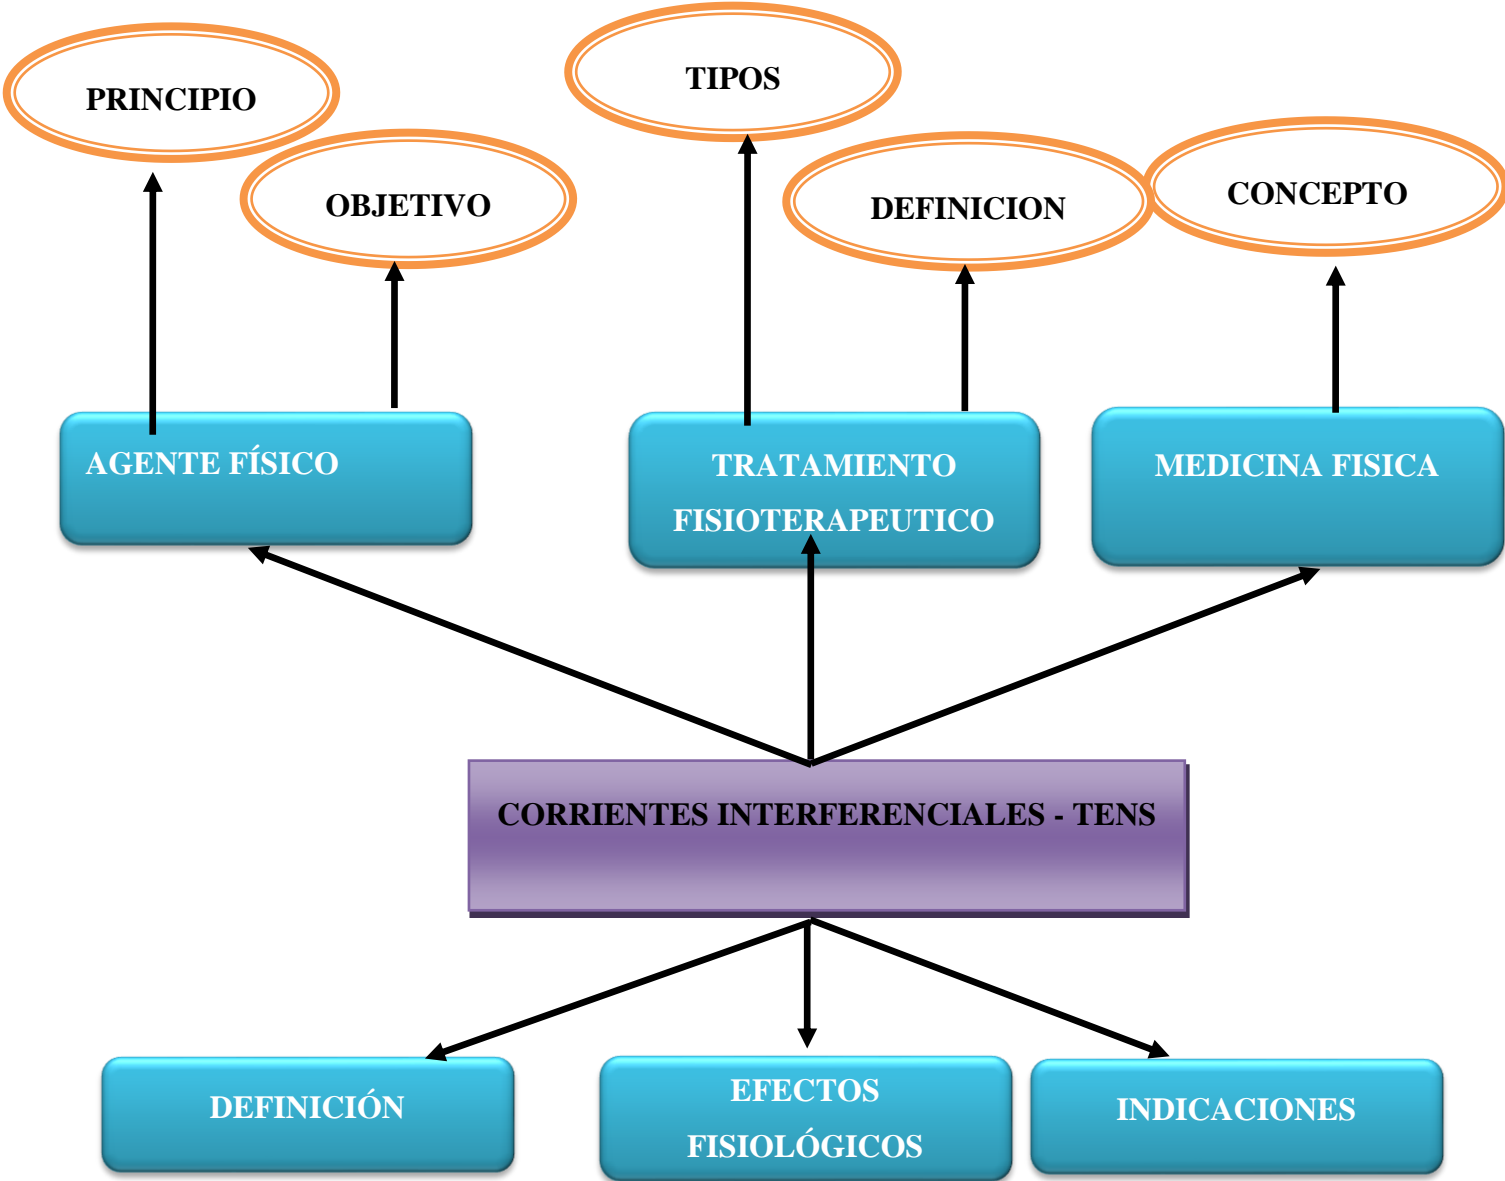 PRINCIPIO
OBJETIVO
TIPOS
DEFINICION
CONCEPTO
AGENTE FÍSICO
TRATAMIENTO
FISIOTERAPEUTICO
MEDICINA FISICA
CORRIENTES INTERFERENCIALES - TENS
DEFINICIÓN
EFECTOS
FISIOLÓGICOS
INDICACIONES